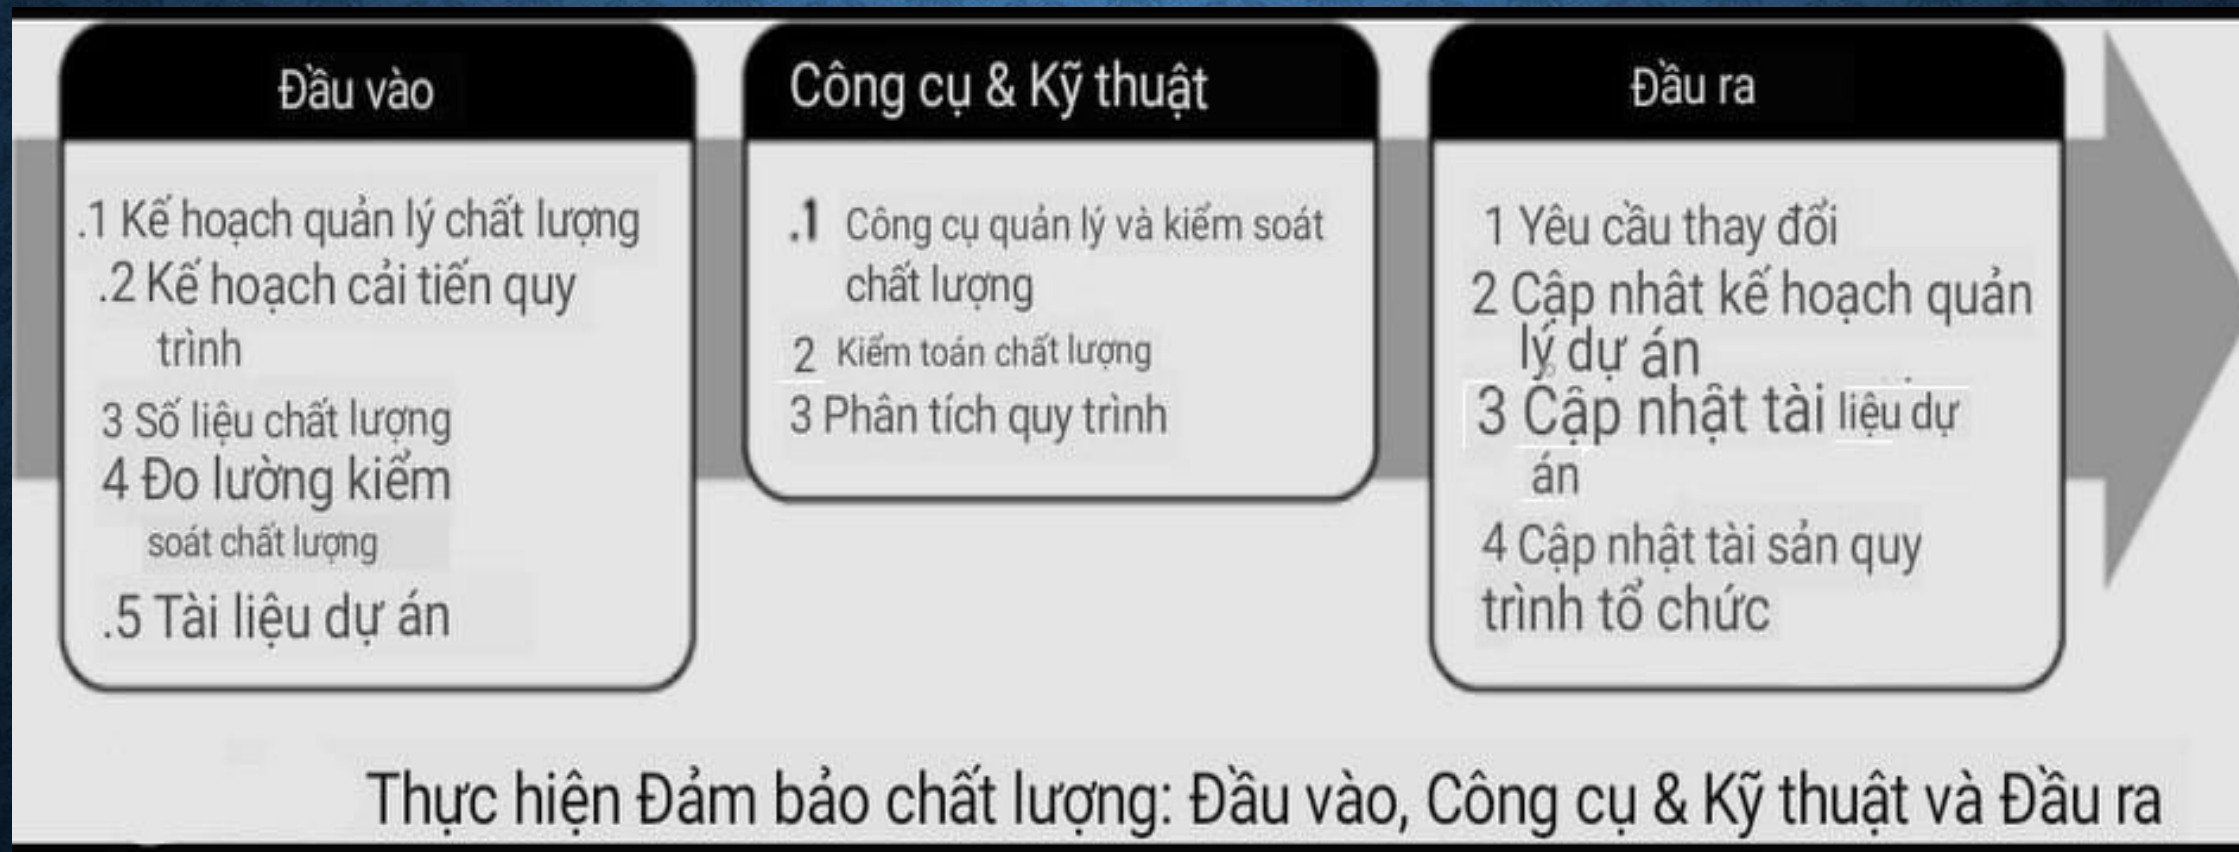 Đầu vào
.1 Kế hoạch quản lý chất lượng
.2 Kế hoạch cải tiến quy
trình
3 Số liệu chất lượng
4 Đo lường kiểm
soát chất lượng
.5 Tài liệu dự án
Công cụ & Kỹ thuật
.1 Công cụ quản lý và kiểm soát
chất lượng
2 Kiểm toán chất lượng
3 Phân tích quy trình
Đầu ra
1 Yêu cầu thay đổi
2 Cập nhật kế hoạch quản
lý dự án
3 Cập nhật tài liệu dự
án
4 Cập nhật tài sản quy
trình tổ chức
Thực hiện Đảm bảo chất lượng: Đầu vào, Công cụ & Kỹ thuật và Đầu ra